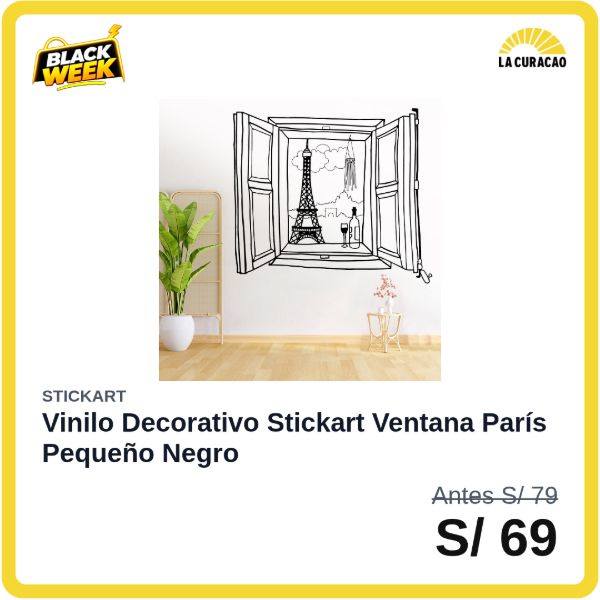 BLACK
WEEK
LA CURACAO
STICKART
Vinilo Decorativo Stickart Ventana París
Pequeño Negro
Antes S/ 79
S/ 69